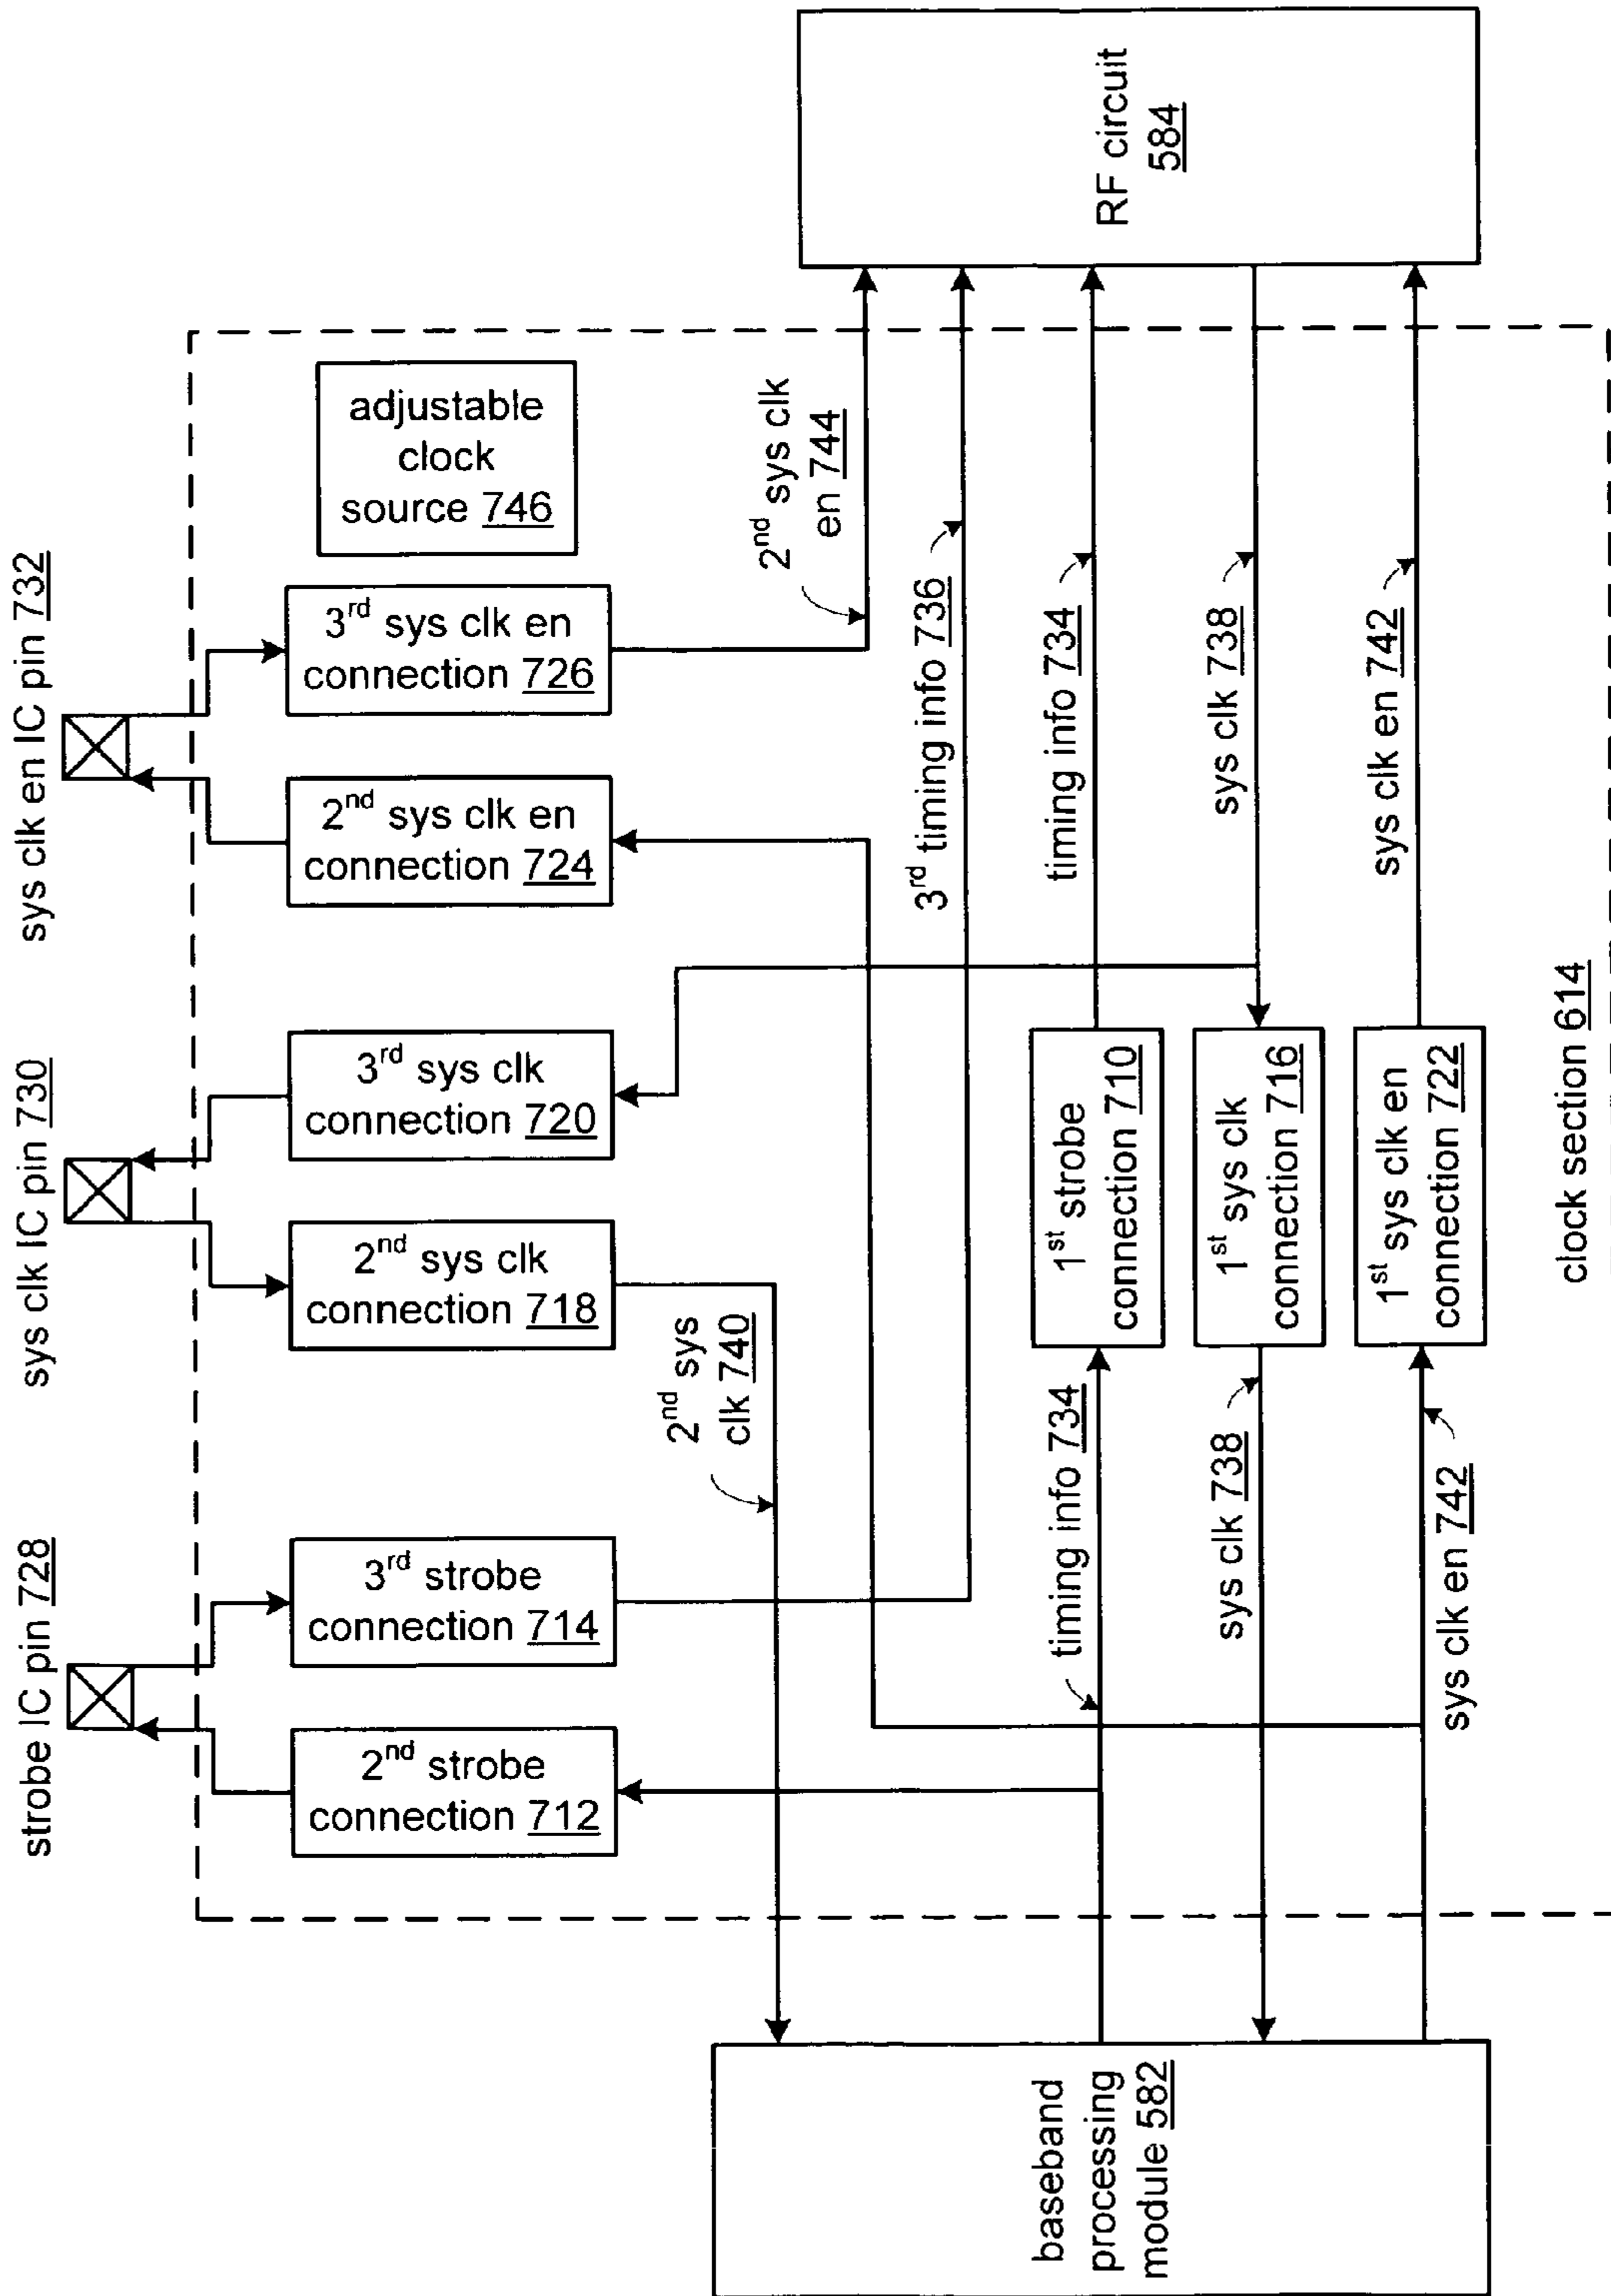 strobe IC pin 728
sys clk IC pin 730
sys clk en IC pin 732
2nd strobe
connection 712
3rd strobe
connection 714
2nd sys clk
connection 718
3rd sys clk
connection 720
2nd sys clk en
connection 724
3rd sys clk en
connection 726
adjustable
clock
source 746
2nd sys
clk 740
2nd sys clk
en 744
3rd timing info 736
timing info 734
1st strobe
connection 710
timing info 734
sys clk 738
1st sys clk
connection 716
sys clk 738
sys clk en 742
1st sys clk en
connection 722
sys clk en 742
baseband
processing
module 582
RF circuit
584
clock section 614